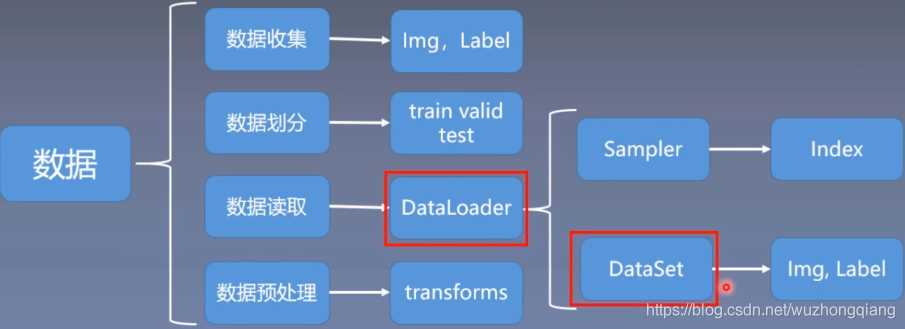 数据
数据收集
Img，Label
数据划分
train valid
test
数据读取
DataLoader
数据预处理
transforms
Sampler
Index
DataSet
Img, Label
https://blog.csdn.net/wuzhongqiang